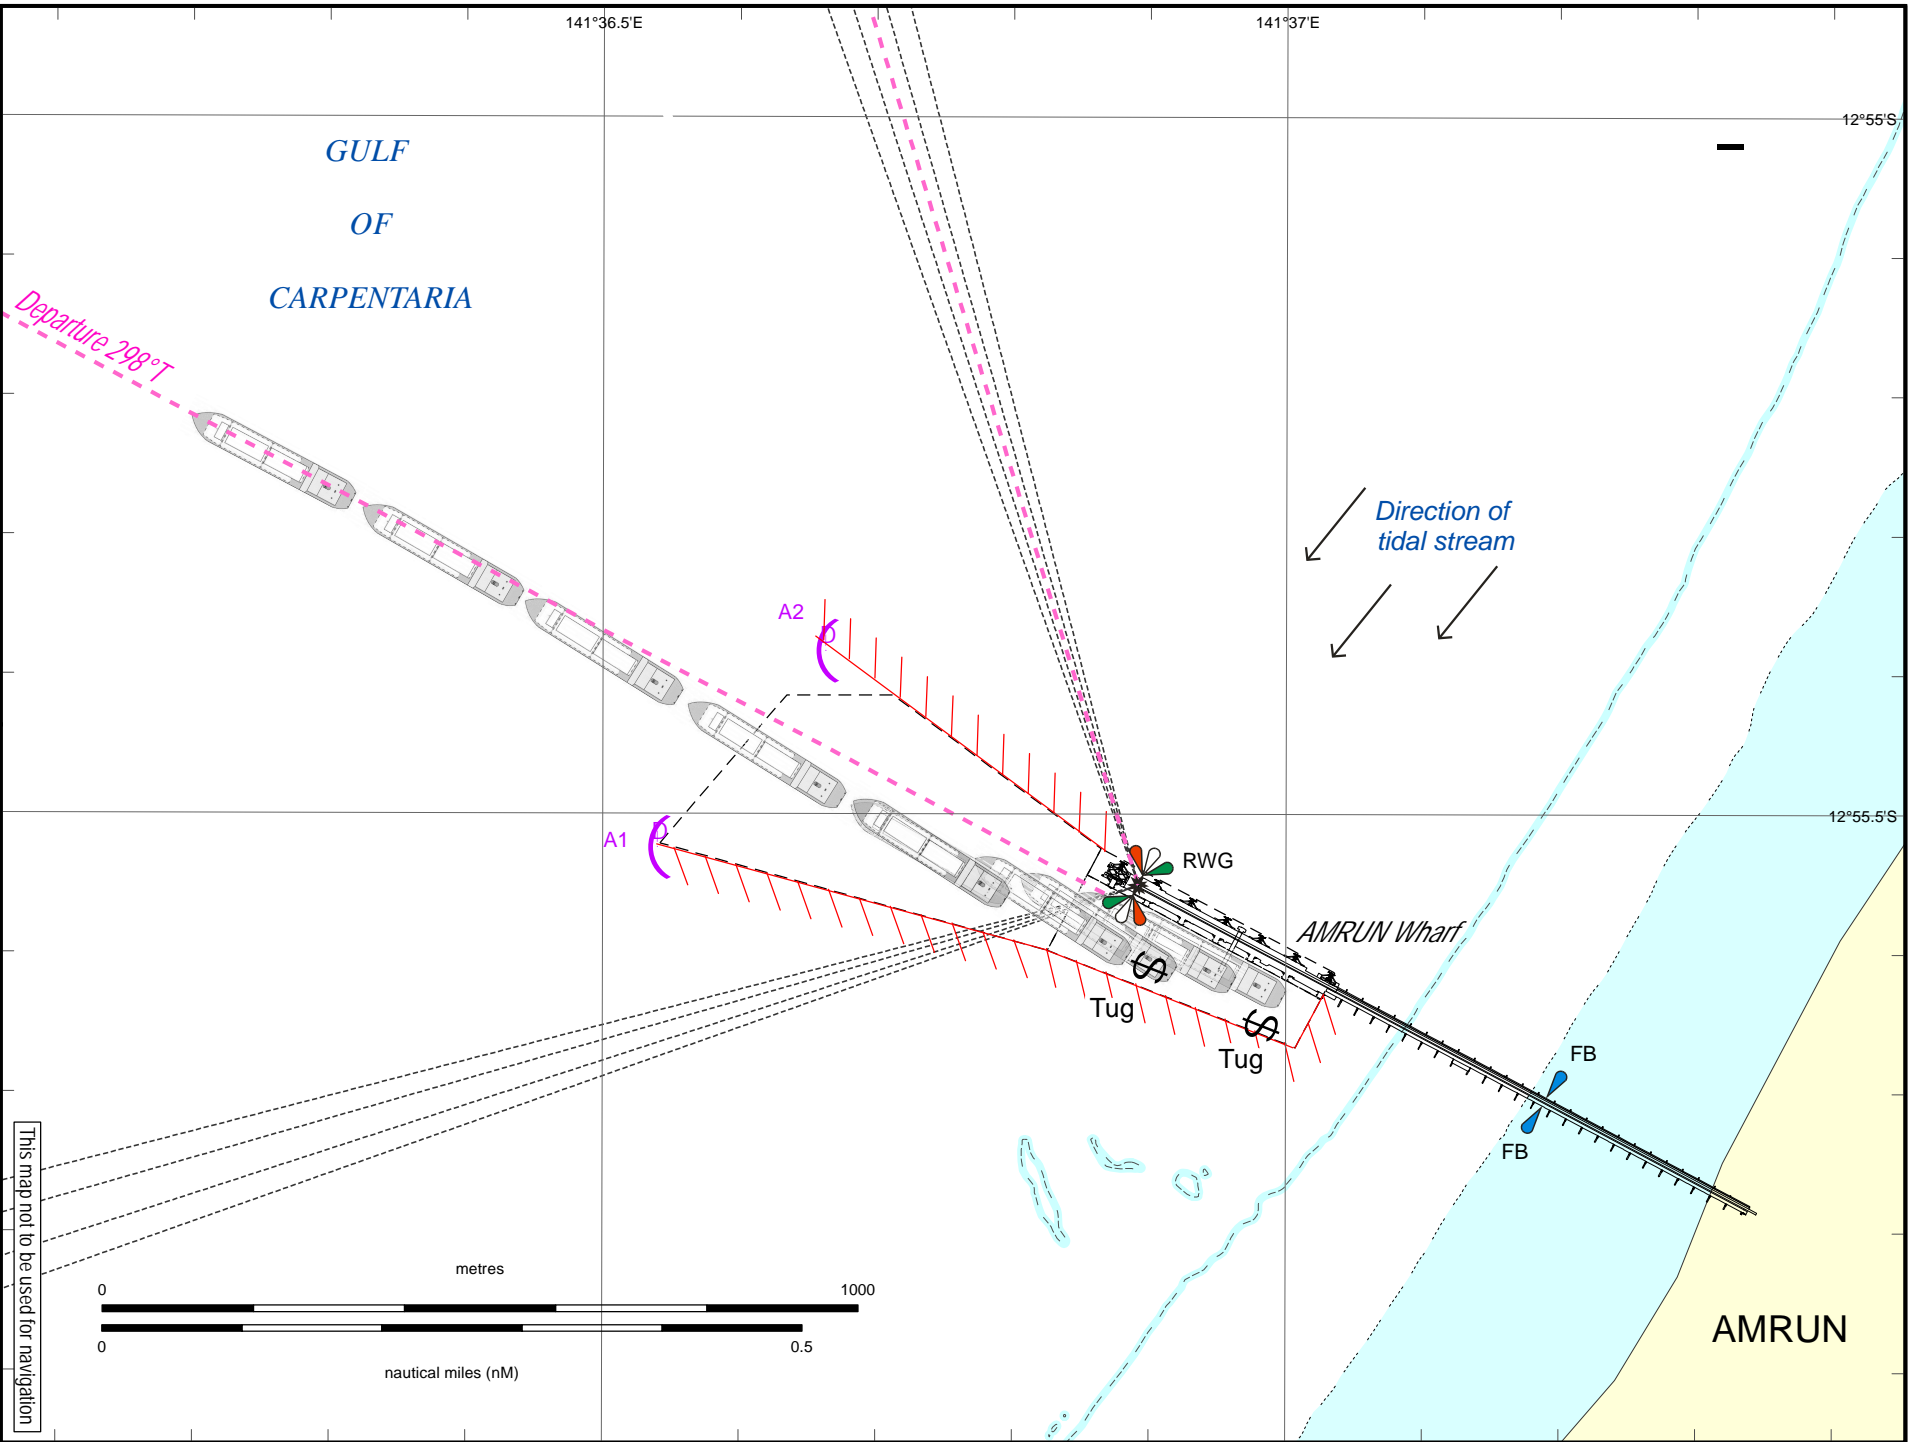 141°36.5'E
141°37'E
12°55'S
GULF
OF
CARPENTARIA
Departure 298°T
Direction of
tidal stream
A2
12°55.5'S
A1
RWG
AMRUN Wharf
$
Tug
$
Tug
FB
FB
This map not to be used for navigation
metres
0
1000
0
0.5
nautical miles (nM)
AMRUN
D
D